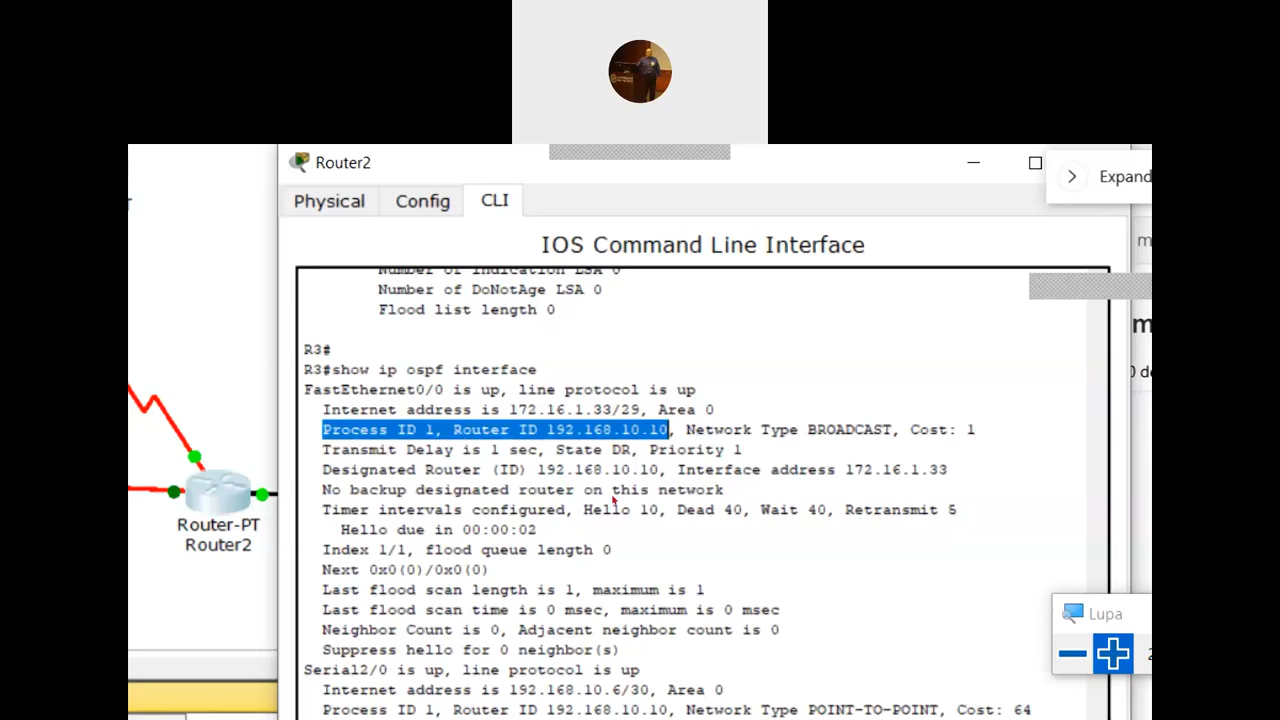 Router2
Expand
Physical
Config
CLI
m
IOS Command Line Interface
Number of indication LSA 0
Number of DoNotAge LSA 0
Flood list length 0
R3#
R3#show ip ospf interface
FastEthernet0/0 is up, line protocol is up
Internet address is 172.16.1.33/29, Area 0
Process ID 1, Router ID 192.168.10.10, Network Type BROADCAST, Cost: 1
Transmit Delay is 1 sec, State DR, Priority 1
Designated Router (ID) 192.168.10.10, Interface address 172.16.1.33
No backup designated router on this network
Timer intervals configured, Hello 10, Dead 40, Wait 40, Retransmit 5
Hello due in 00:00:02
Index 1/1, flood queue length 0
Next 0x0(0)/0x0(0)
Last flood scan length is 1, maximum is 1
Last flood scan time is 0 msec, maximum is 0 msec
Neighbor Count is 0, Adjacent neighbor count is 0
Suppress hello for 0 neighbor(s)
Serial2/0 is up, line protocol is up
Internet address is 192.168.10.6/30, Area 0
Process ID 1, Router ID 192.168.10.10, Network Type POINT-TO-POINT, Cost: 64
Router-PT
Router2
m
0 de
Lupa